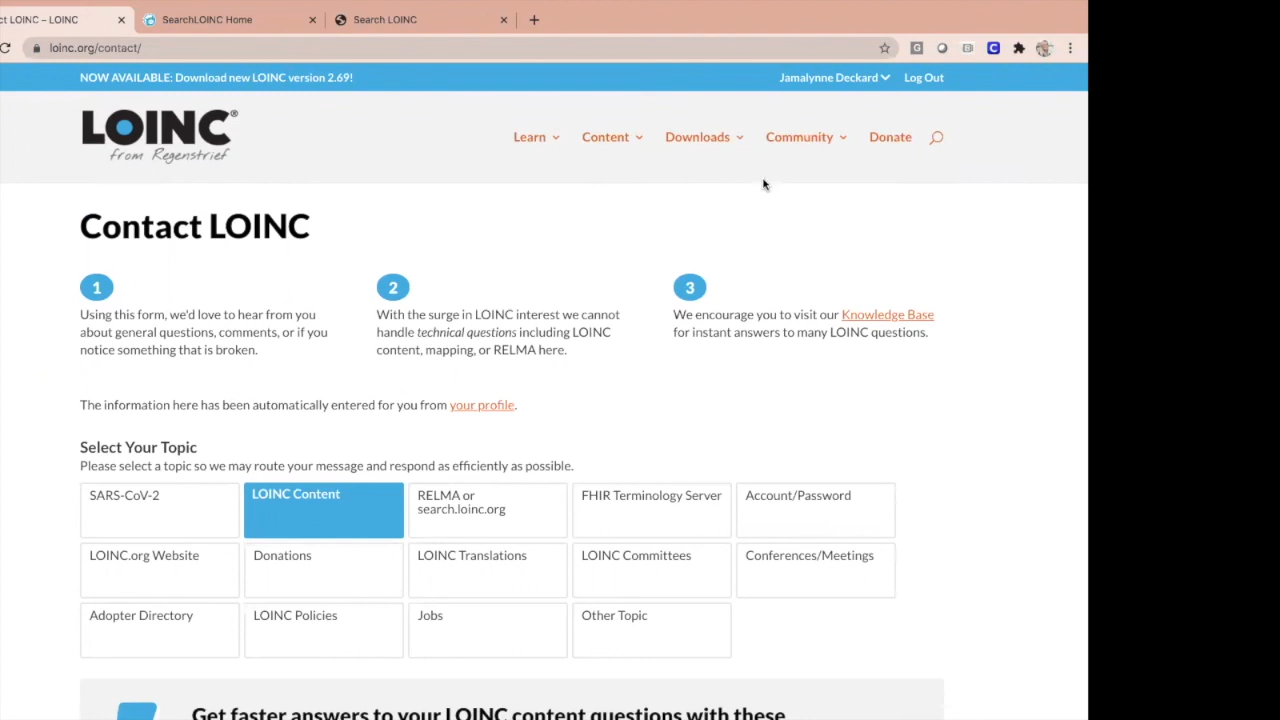 ct LOINC – LOINC
SearchLOINC Home
Search LOINC
loinc.org/contact/
NOW AVAILABLE: Download new LOINC version 2.69!
Jamalynne Deckard
Log Out
LOINC®
from Regenstrief
Learn
Content
Downloads
Community
Donate
Contact LOINC
1
Using this form, we'd love to hear from you
about general questions, comments, or if you
notice something that is broken.
2
With the surge in LOINC interest we cannot
handle technical questions including LOINC
content, mapping, or RELMA here.
3
We encourage you to visit our Knowledge Base
for instant answers to many LOINC questions.
The information here has been automatically entered for you from your profile.
Select Your Topic
Please select a topic so we may route your message and respond as efficiently as possible.
SARS-CoV-2
LOINC Content
RELMA or
search.loinc.org
FHIR Terminology Server
Account/Password
LOINC.org Website
Donations
LOINC Translations
LOINC Committees
Conferences/Meetings
Adopter Directory
LOINC Policies
Jobs
Other Topic
Get faster answers to your LOINC content questions with these